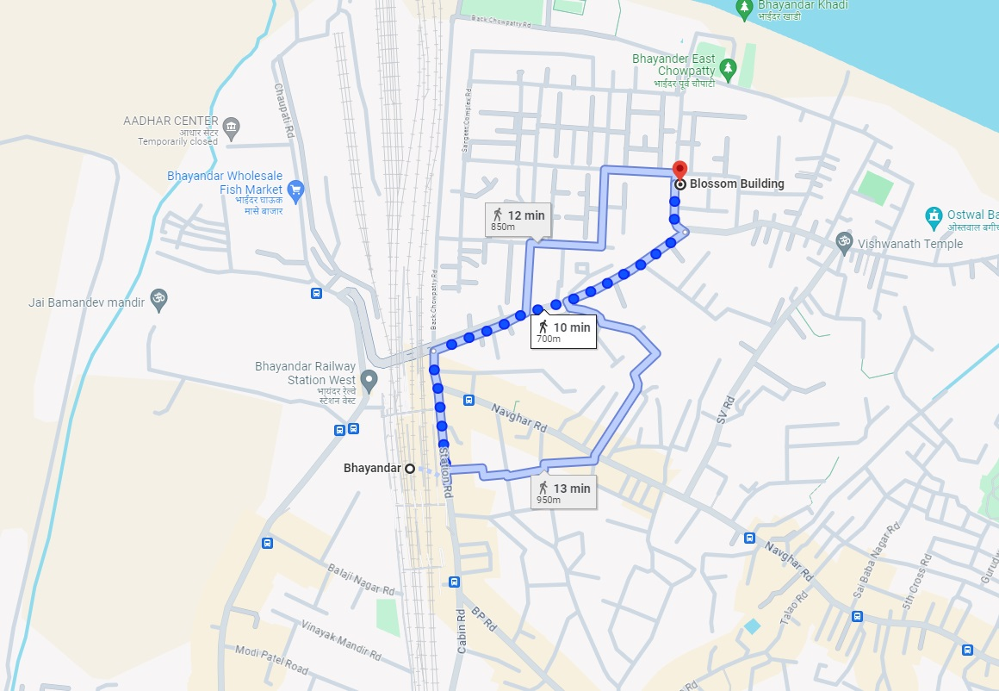 Bhayandar Khadi
भाईंदर खाडी
Back Chowpatty Rd
Bhayander East
Chowpatty
भाईंदर पूर्व चौपाटी
Chaupati Rd
Sargest Complex Rd
AADHAR CENTER
आधार सेंटर
Temporarily closed
Bhayandar Wholesale
Fish Market
भाईंदर घाऊक
मासे बाजार
Blossom Building
12 min
850m
Ostwal Ba
ओस्तवाल बगीच
Vishwanath Temple
Jai Bamandev mandir
Back Chowpatty Rd
10 min
700m
Bhayandar Railway
Station West
भायंदर रेल्वे
स्टेशन वेस्ट
Navghar Rd
SV Rd
Bhayandar
Station Rd
13 min
950m
Navghar Rd
Sai Baba Nagar Rd
5th Cross Rd
Gurudw
Balaji Nagar Rd
Talao Rd
Cabin Rd
BP Rd
Vinayak Mandir Rd
Modi Patel Road
Rd